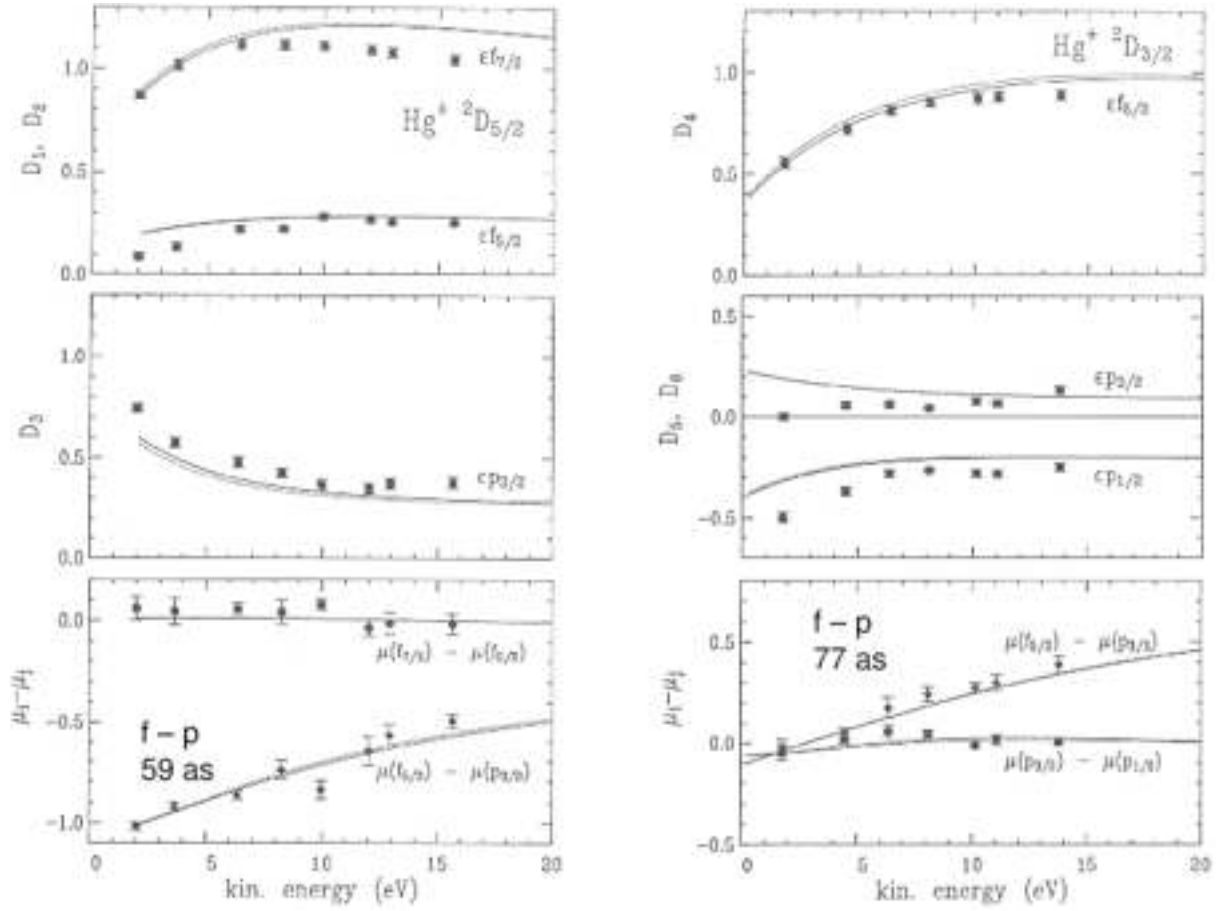 1.0
0.5
0.0
D₁, D₂
εf₇/₂
Hg⁺ ²D₅/₂
εf₅/₂
1.0
0.5
0.0
D₃
εp₃/₂
0.0
−0.5
−1.0
μᵢ−μⱼ
μ(f₇/₂) − μ(f₅/₂)
f – p
59 as
μ(f₅/₂) − μ(p₃/₂)
0 5 10 15 20
kin. energy (eV)
1.0
0.5
0.0
D₄
Hg⁺ ²D₃/₂
εf₅/₂
0.5
0.0
−0.5
D₅, D₆
εp₃/₂
εp₁/₂
0.5
0.0
−0.5
μᵢ−μⱼ
f – p
77 as
μ(f₅/₂) − μ(p₃/₂)
μ(p₃/₂) − μ(p₁/₂)
0 5 10 15 20
kin. energy (eV)